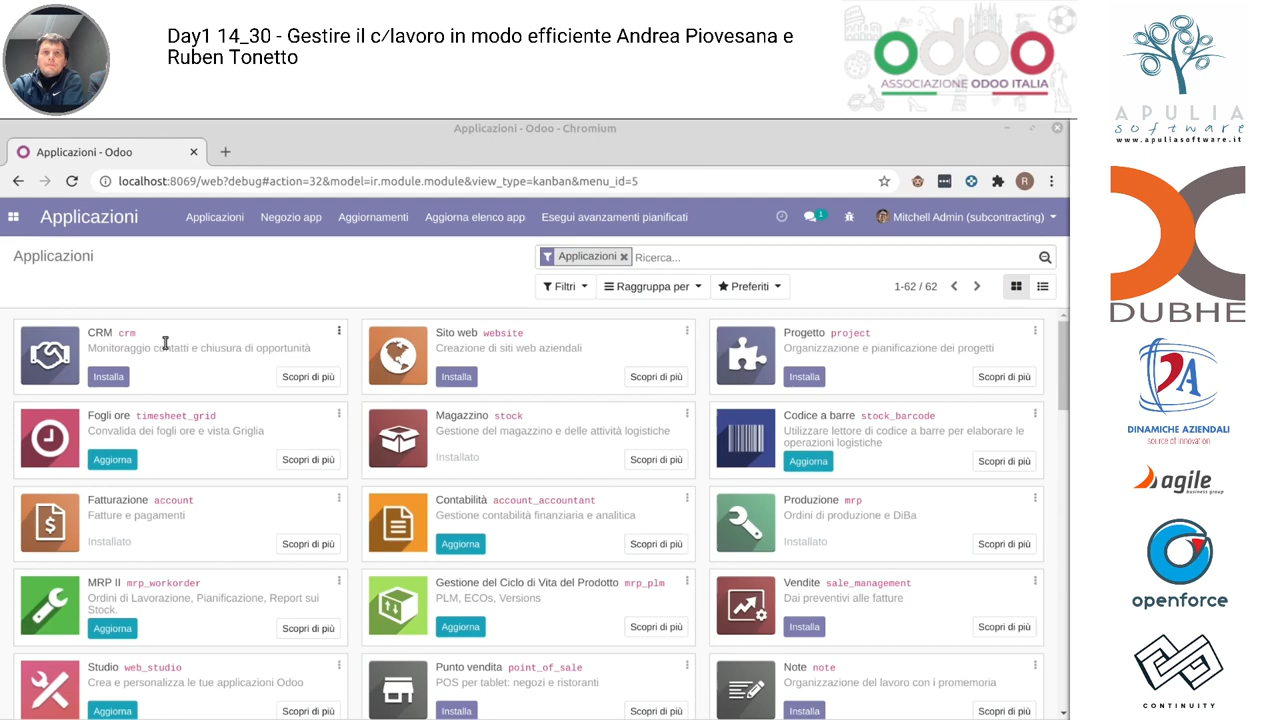 Day1 14_30 - Gestire il c/lavoro in modo efficiente Andrea Piovesana e
Ruben Tonetto
odoo
ASSOCIAZIONE ODOO ITALIA
APULIA
software
www.apuliasoftware.it
DUBHE
DINAMICHE AZIENDALI
source of innovation
agile
business group
openforce
CONTINUITY
Applicazioni - Odoo - Chromium
Applicazioni - Odoo
localhost:8069/web?debug#action=32&model=ir.module.module&view_type=kanban&menu_id=5
R
Applicazioni
Applicazioni
Negozio app
Aggiornamenti
Aggiorna elenco app
Esegui avanzamenti pianificati
1
Mitchell Admin (subcontracting)
Applicazioni
Applicazioni
Ricerca...
Filtri
Raggruppa per
Preferiti
1-62 / 62
CRM crm
Monitoraggio contatti e chiusura di opportunità
Installa
Scopri di più
Sito web website
Creazione di siti web aziendali
Installa
Scopri di più
Progetto project
Organizzazione e pianificazione dei progetti
Installa
Scopri di più
Fogli ore timesheet_grid
Convalida dei fogli ore e vista Griglia
Aggiorna
Scopri di più
Magazzino stock
Gestione del magazzino e delle attività logistiche
Installato
Scopri di più
Codice a barre stock_barcode
Utilizzare lettore di codice a barre per elaborare le
operazioni logistiche
Aggiorna
Scopri di più
Fatturazione account
Fatture e pagamenti
Installato
Scopri di più
Contabilità account_accountant
Gestione contabilità finanziaria e analitica
Aggiorna
Scopri di più
Produzione mrp
Ordini di produzione e DiBa
Installato
Scopri di più
MRP II mrp_workorder
Ordini di Lavorazione, Pianificazione, Report sui
Stock.
Aggiorna
Scopri di più
Gestione del Ciclo di Vita del Prodotto mrp_plm
PLM, ECOs, Versions
Aggiorna
Scopri di più
Vendite sale_management
Dai preventivi alle fatture
Installa
Scopri di più
Studio web_studio
Crea e personalizza le tue applicazioni Odoo
Aggiorna
Scopri di più
Punto vendita point_of_sale
POS per tablet: negozi e ristoranti
Installa
Scopri di più
Note note
Organizzazione del lavoro con i promemoria
Installa
Scopri di più